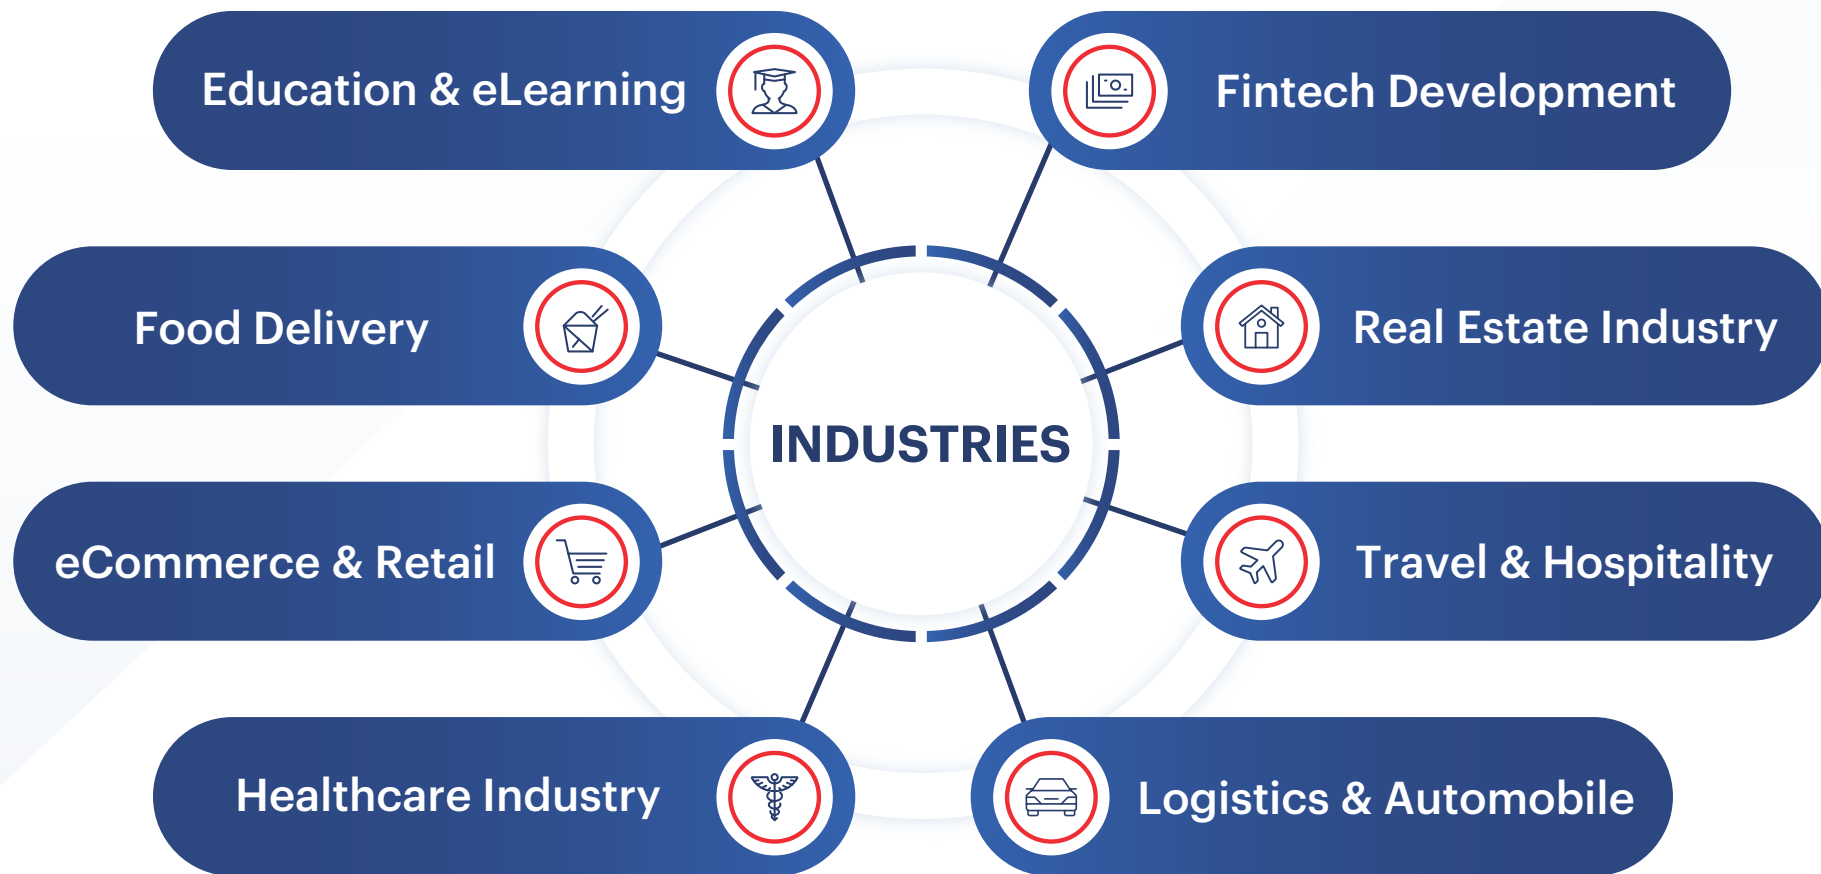 Education & eLearning
Fintech Development
Food Delivery
Real Estate Industry
INDUSTRIES
eCommerce & Retail
Travel & Hospitality
Healthcare Industry
Logistics & Automobile